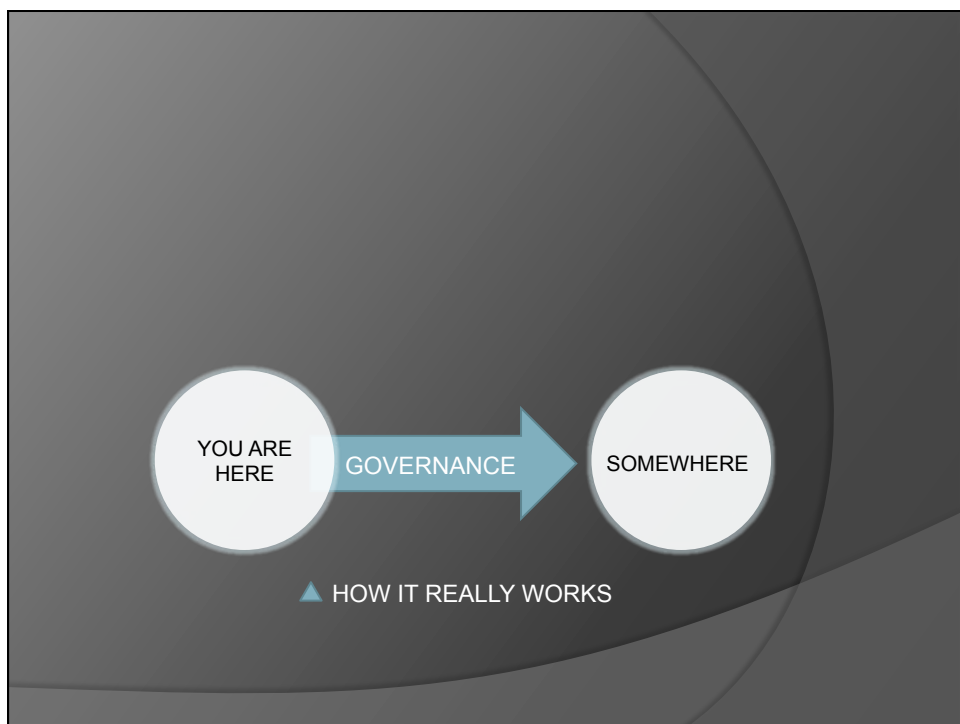 YOU ARE
HERE
GOVERNANCE
SOMEWHERE
HOW IT REALLY WORKS